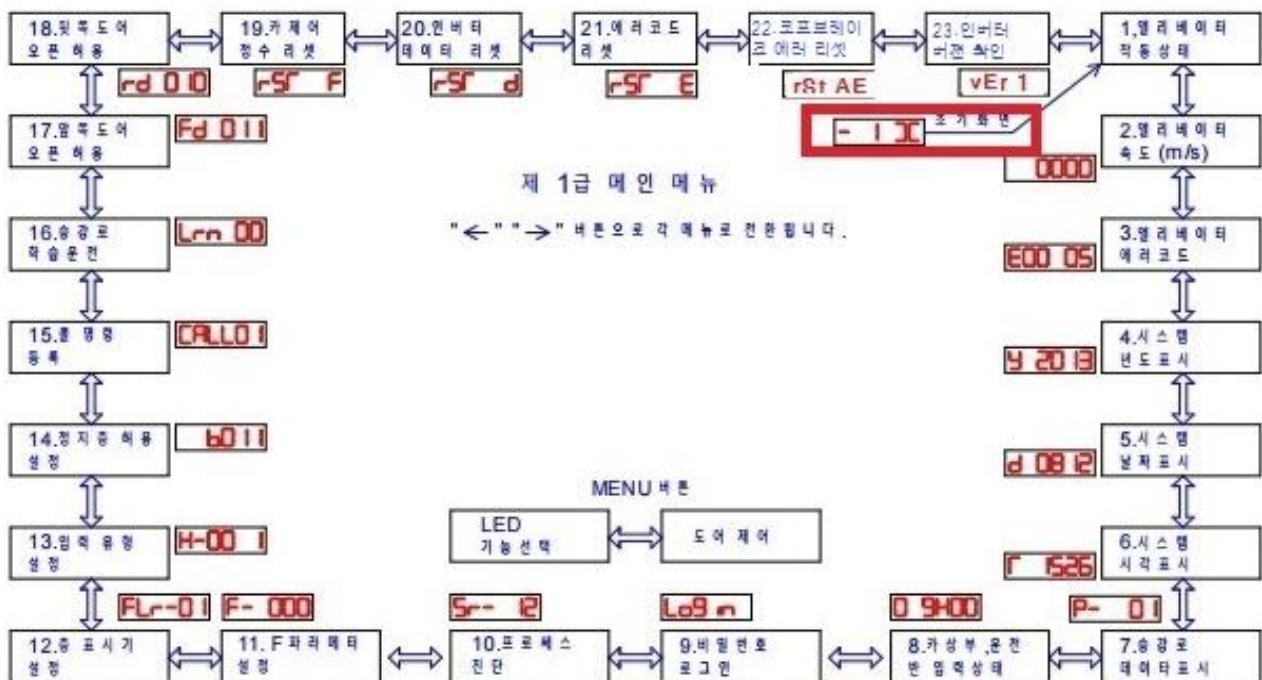 18.뒷쪽도어
오픈 허용
19.카제어
정수 리셋
20.인버터
데이터 리셋
21.에러코드
리셋
22.로프브레이
크 에러 리셋
23.인버터
버젼 확인
1,엘리베이터
작동상태
rd 010
rST F
rST d
rST E
rSt AE
vEr 1
초기화면
17.앞쪽도어
오픈 허용
Fd 011
2.엘리베이터
속도(m/s)
0000
제 1급 메인 메뉴
"←" "→" 버튼으로 각 메뉴로 전환됩니다.
16.승강로
학습운전
Lrn 00
3.엘리베이터
에러코드
E00 05
15.콜 명령
등록
CALL01
4.시스템
년도표시
y 2013
14.정지층 허용
설정
b011
5.시스템
날짜표시
d 0812
MENU 버튼
LED
기능선택
도어 제어
13.입력 유형
설정
H-00 1
6.시스템
시각표시
T 1526
FLr-01
F- 000
Sr- 12
Log in
0 9H00
P- 01
12.층 표시기
설정
11. F파라메타
설정
10.프로쎄스
진단
9.비밀번호
로그인
8.카상부,운전
반 입력상태
7.승강로
데이타표시